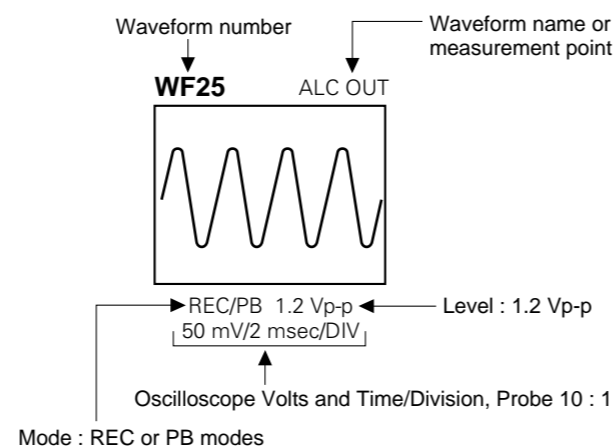 Waveform number
Waveform name or
measurement point
WF25 ALC OUT
REC/PB 1.2 Vp-p
Level : 1.2 Vp-p
50 mV/2 msec/DIV
Oscilloscope Volts and Time/Division, Probe 10 : 1
Mode : REC or PB modes